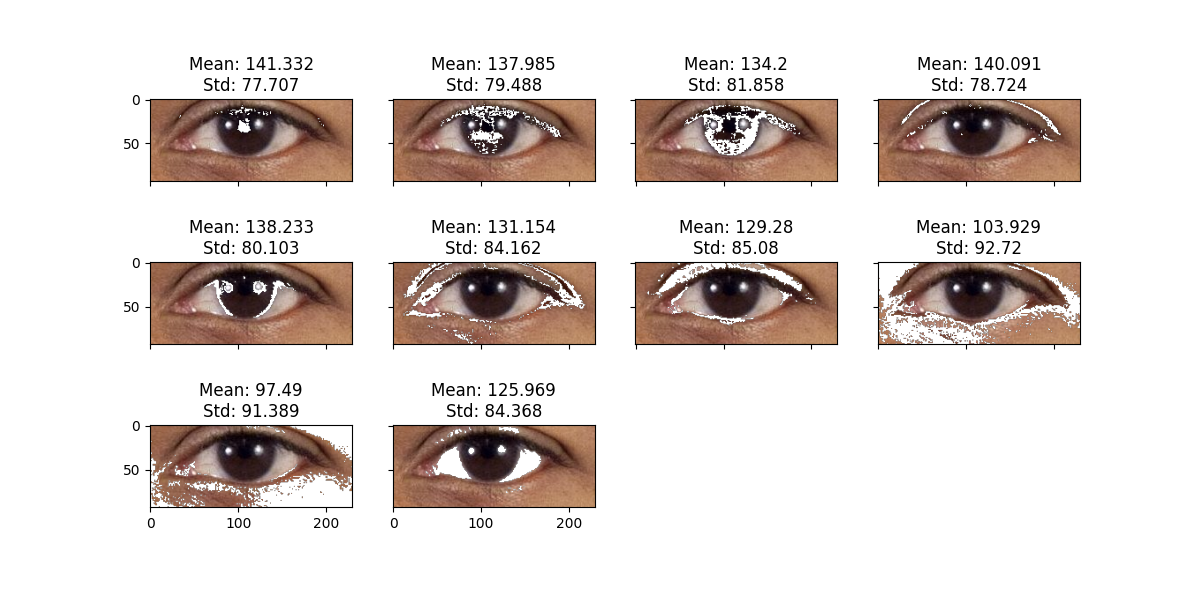 Mean: 141.332
Std: 77.707
Mean: 137.985
Std: 79.488
Mean: 134.2
Std: 81.858
Mean: 140.091
Std: 78.724
0
50
Mean: 138.233
Std: 80.103
Mean: 131.154
Std: 84.162
Mean: 129.28
Std: 85.08
Mean: 103.929
Std: 92.72
0
50
Mean: 97.49
Std: 91.389
Mean: 125.969
Std: 84.368
0
50
0 100 200
0 100 200